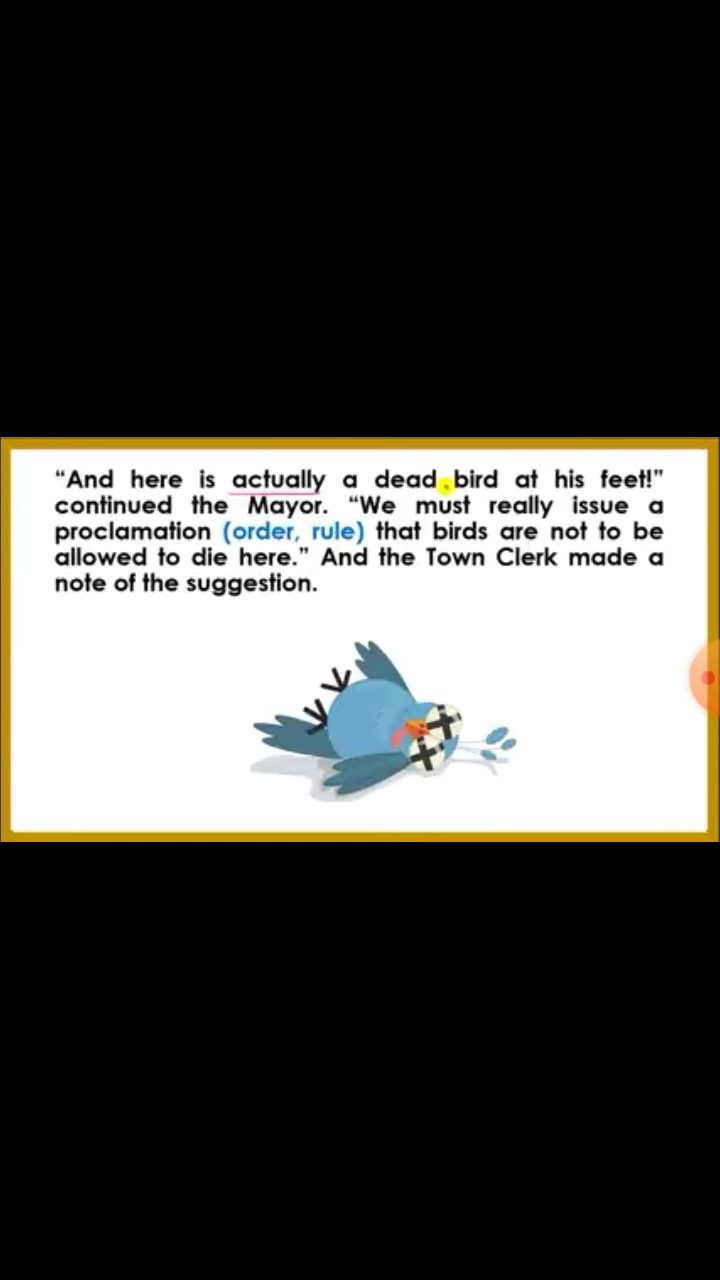 “And here is actually a dead bird at his feet!”
continued the Mayor. “We must really issue a
proclamation (order, rule) that birds are not to be
allowed to die here.” And the Town Clerk made a
note of the suggestion.